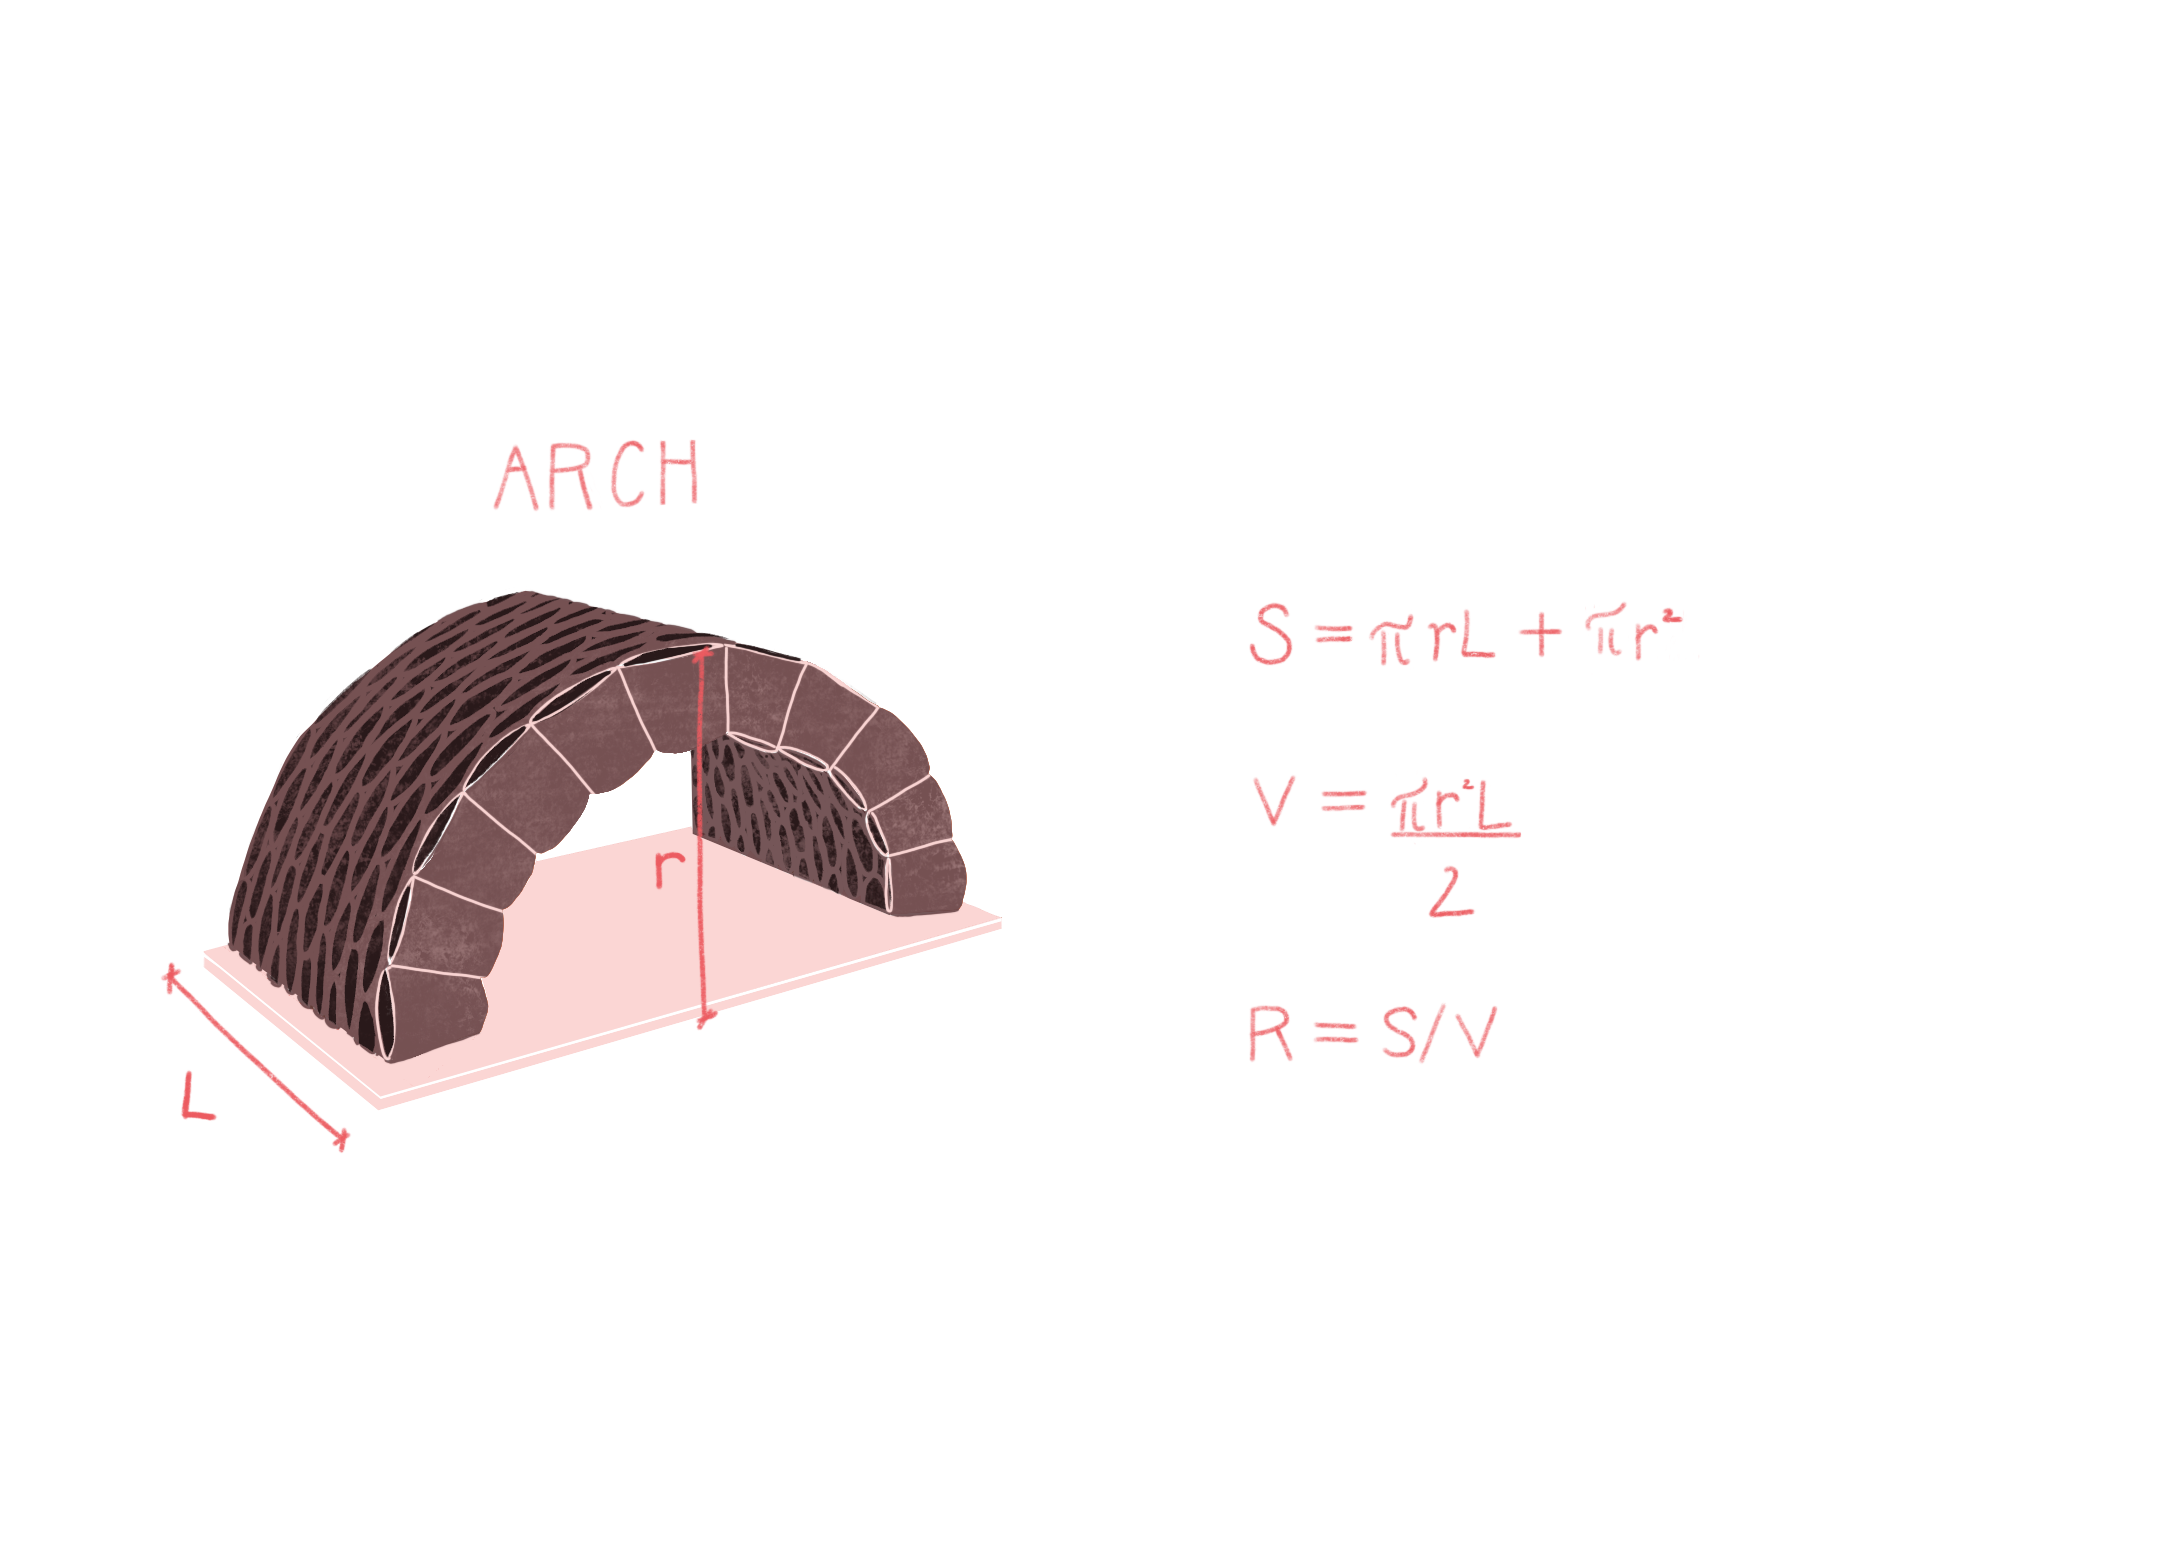 ARCH
r
L
S = πrL + πr²
V = πr²L
2
R = S/V